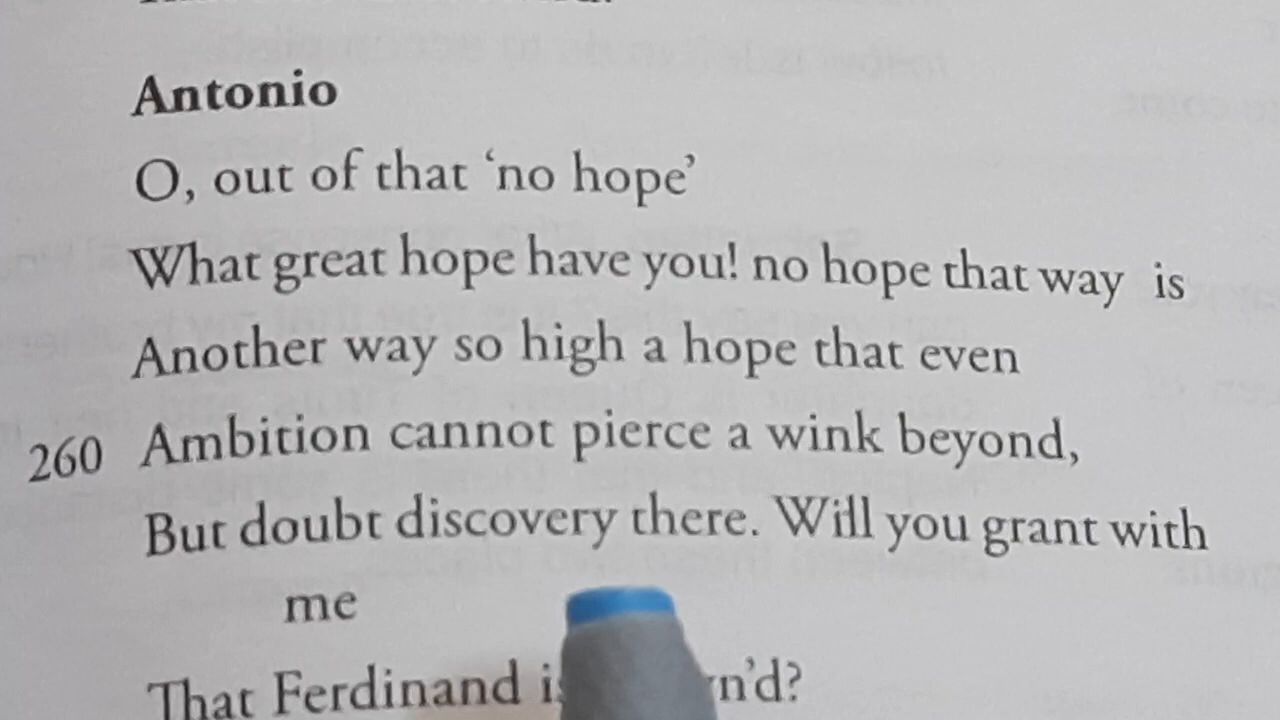 Antonio
O, out of that ‘no hope’
What great hope have you! no hope that way is
Another way so high a hope that even
260 Ambition cannot pierce a wink beyond,
But doubt discovery there. Will you grant with
me
That Ferdinand is n’d?